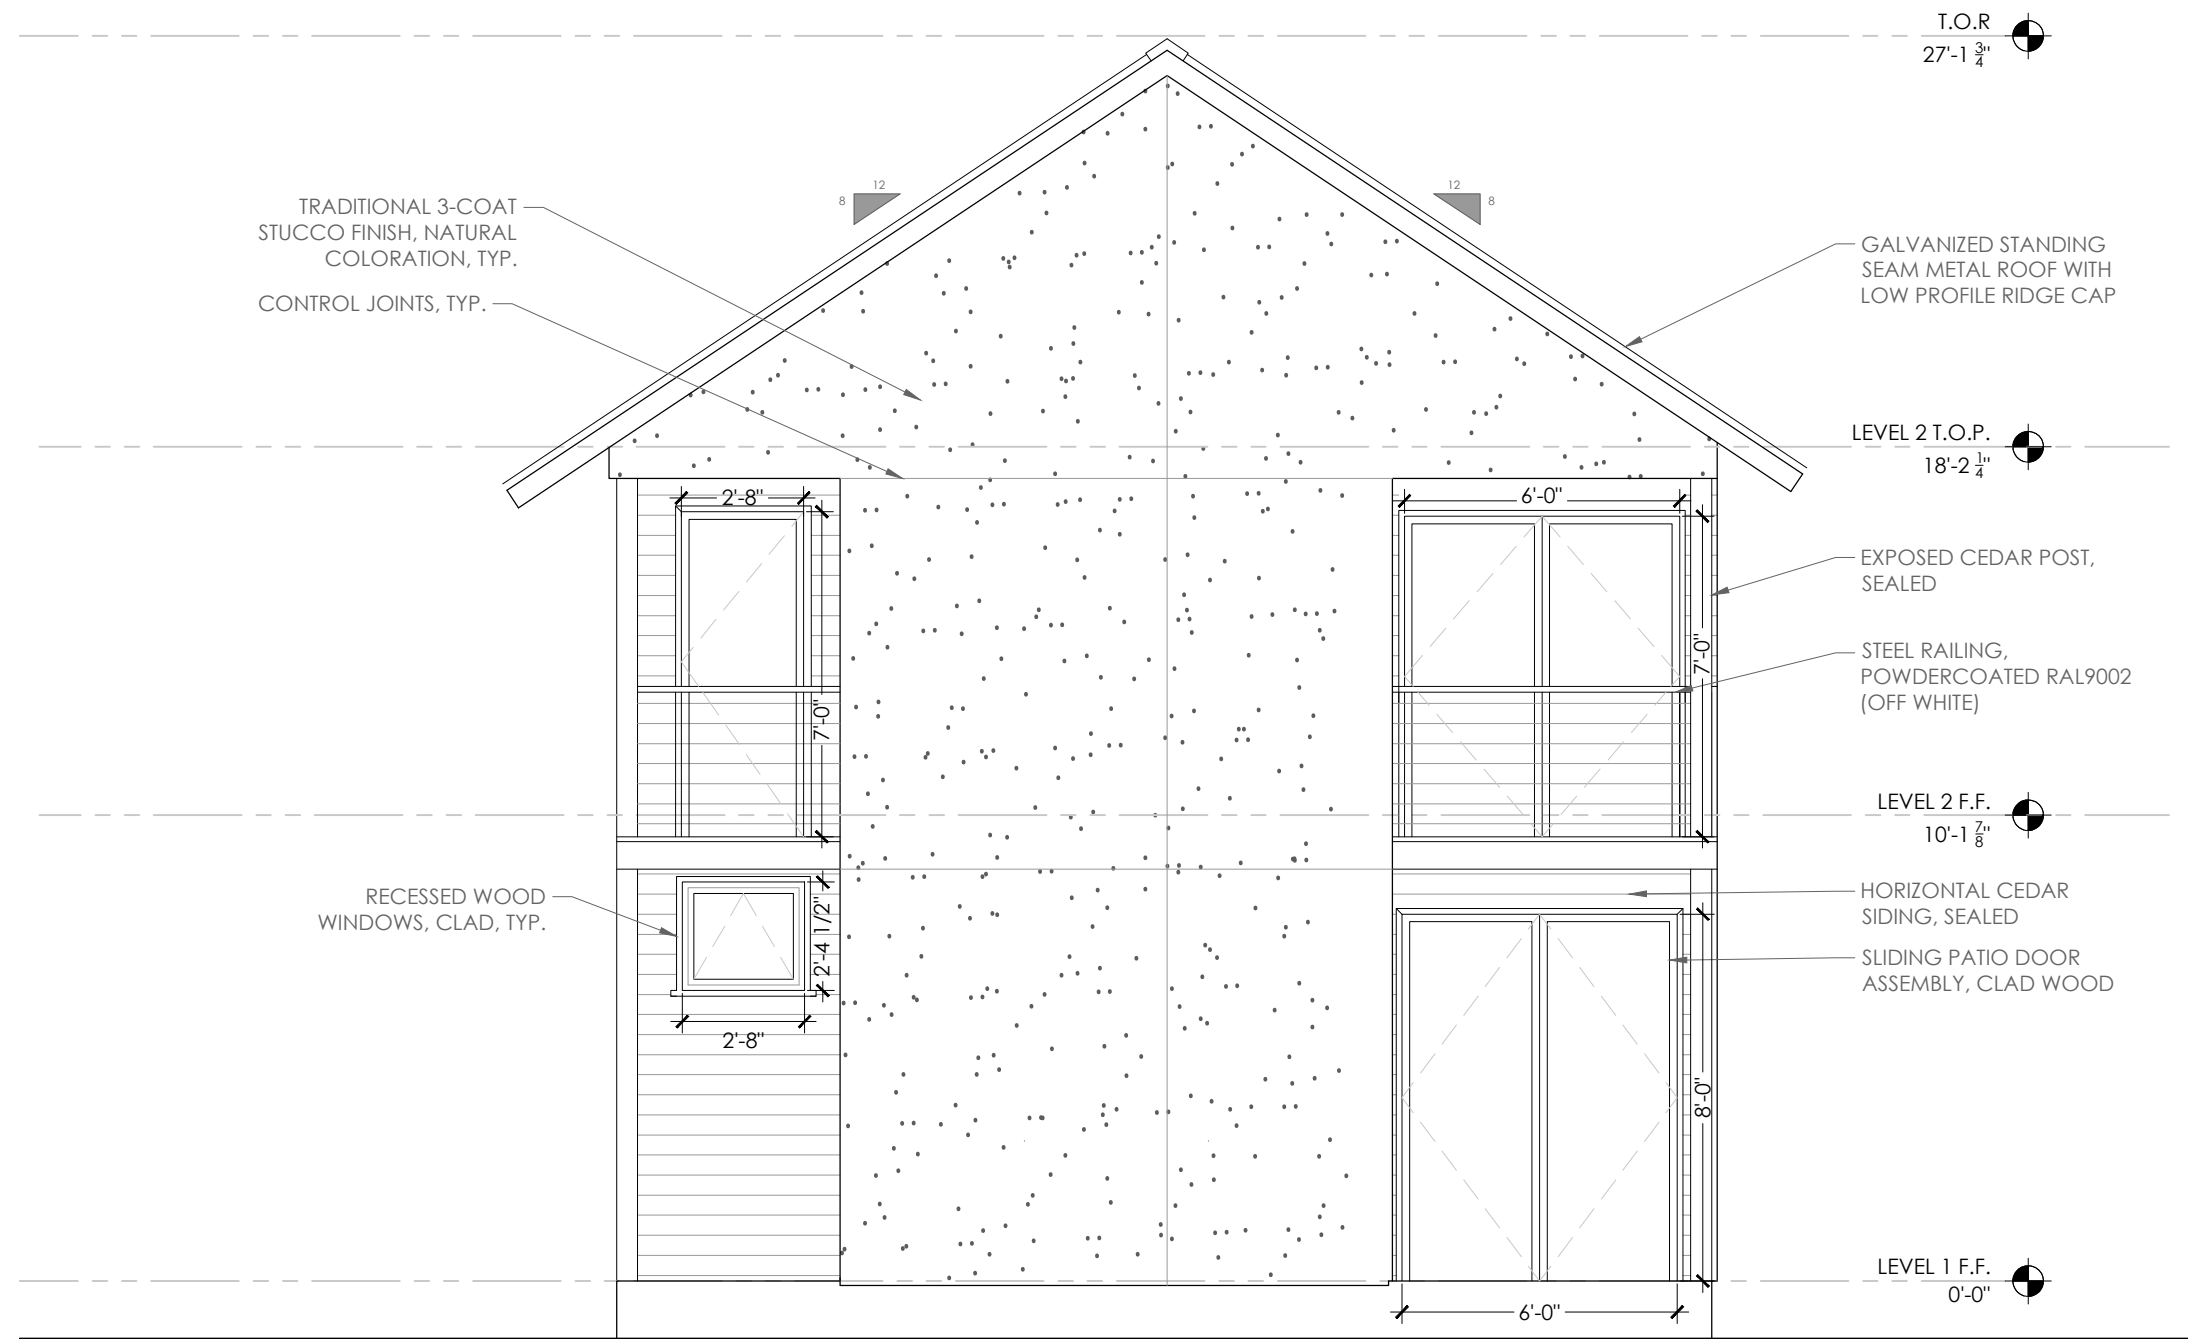 T.O.R
27'-1 3/4"
12
8
12
8
TRADITIONAL 3-COAT
STUCCO FINISH, NATURAL
COLORATION, TYP.
CONTROL JOINTS, TYP.
GALVANIZED STANDING
SEAM METAL ROOF WITH
LOW PROFILE RIDGE CAP
LEVEL 2 T.O.P.
18'-2 1/4"
2'-8"
6'-0"
EXPOSED CEDAR POST,
SEALED
7'-0"
7'-0"
STEEL RAILING,
POWDERCOATED RAL9002
(OFF WHITE)
LEVEL 2 F.F.
10'-1 7/8"
RECESSED WOOD
WINDOWS, CLAD, TYP.
2'-4 1/2"
2'-8"
HORIZONTAL CEDAR
SIDING, SEALED
SLIDING PATIO DOOR
ASSEMBLY, CLAD WOOD
8'-0"
LEVEL 1 F.F.
0'-0"
6'-0"